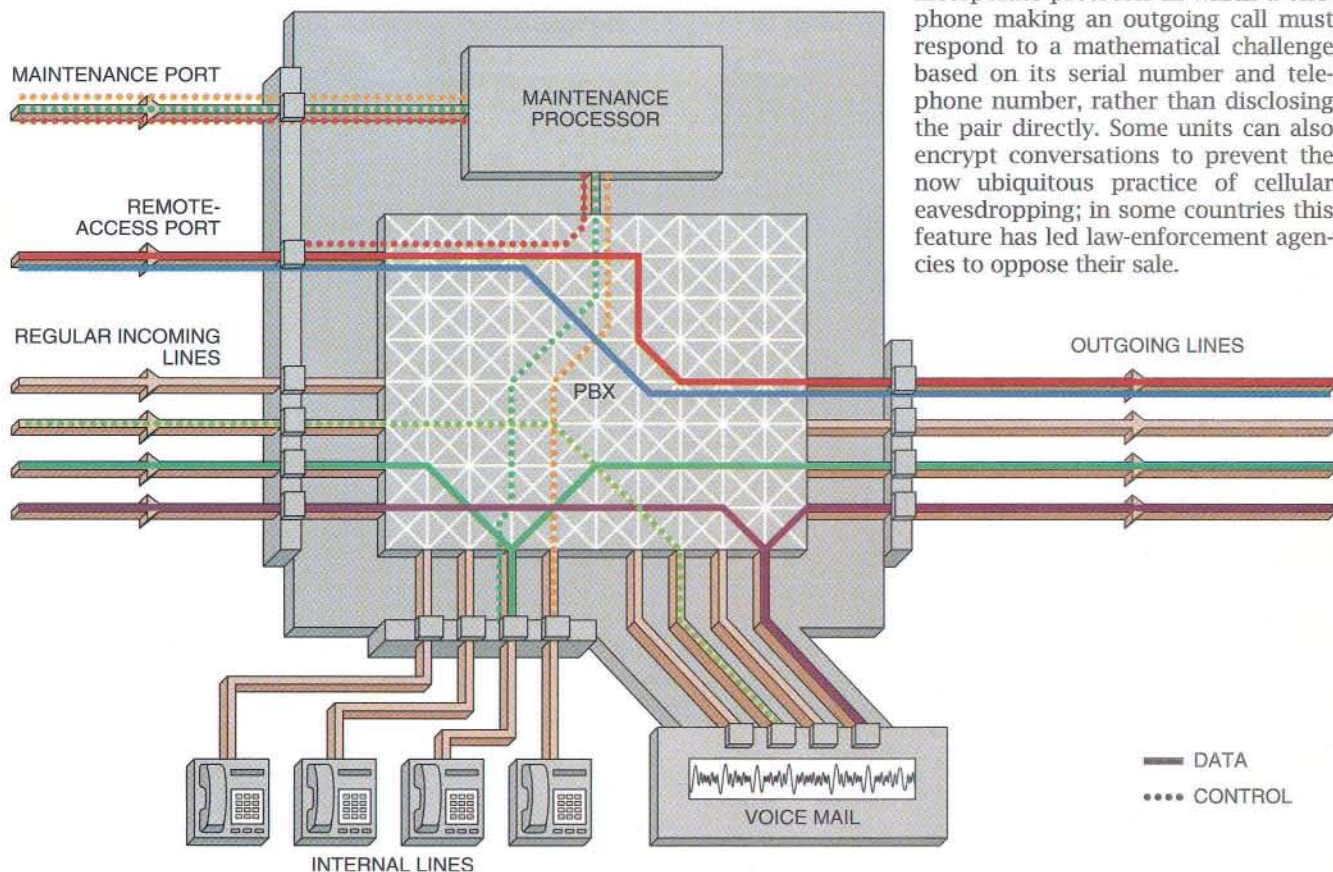 phone making an outgoing call must
respond to a mathematical challenge
based on its serial number and tele-
phone number, rather than disclosing
the pair directly. Some units can also
encrypt conversations to prevent the
now ubiquitous practice of cellular
eavesdropping; in some countries this
feature has led law-enforcement agen-
cies to oppose their sale.
MAINTENANCE PORT
MAINTENANCE
PROCESSOR
REMOTE-
ACCESS PORT
REGULAR INCOMING
LINES
PBX
OUTGOING LINES
DATA
CONTROL
VOICE MAIL
INTERNAL LINES